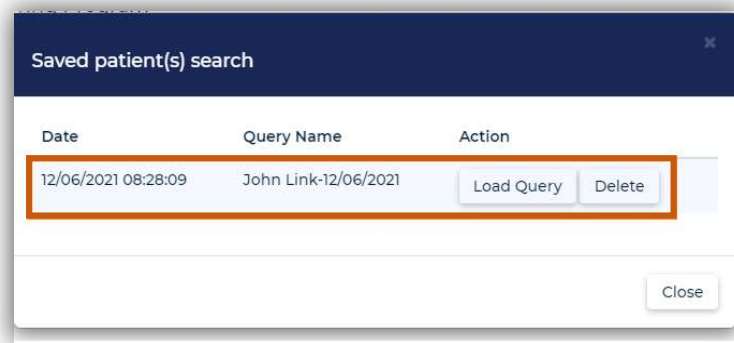 Saved patient(s) search
×
Date Query Name Action
12/06/2021 08:28:09 John Link-12/06/2021 Load Query Delete
Close